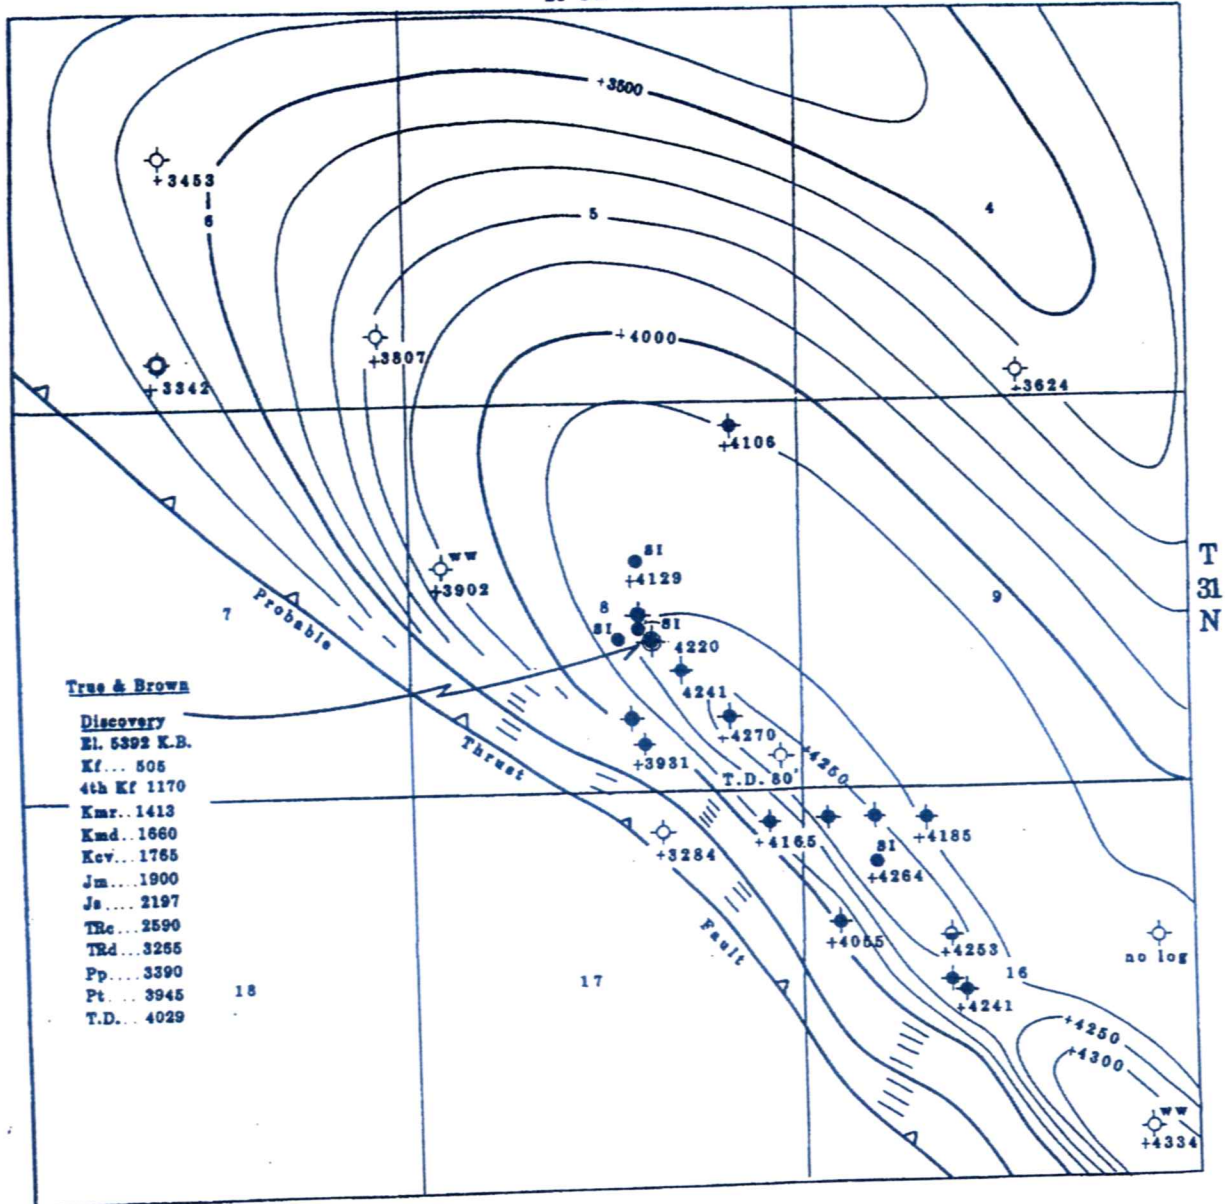 +3500
+3453
6
4
5
+4000
+3807
+3342
+3624
+4106
WW
+3902
SI
+4129
8
SI
SI
4220
9
T
31
N
7
Probable
True & Brown
Discovery
El. 5392 K.B.
Kf... 505
4th Kf 1170
Kmr.. 1413
Kmd.. 1660
Kcv... 1765
Jm.... 1900
Js .... 2197
TRc... 2590
TRd... 3265
Pp.... 3390
Pt .... 3945
T.D... 4029
4241
+4270
+3931
Thrust
T.D. 80'
+4250
+3284
+4165
+4185
SI
+4264
Fault
+4055
+4253
no log
18
17
16
+4241
+4250
+4300
WW
+4334